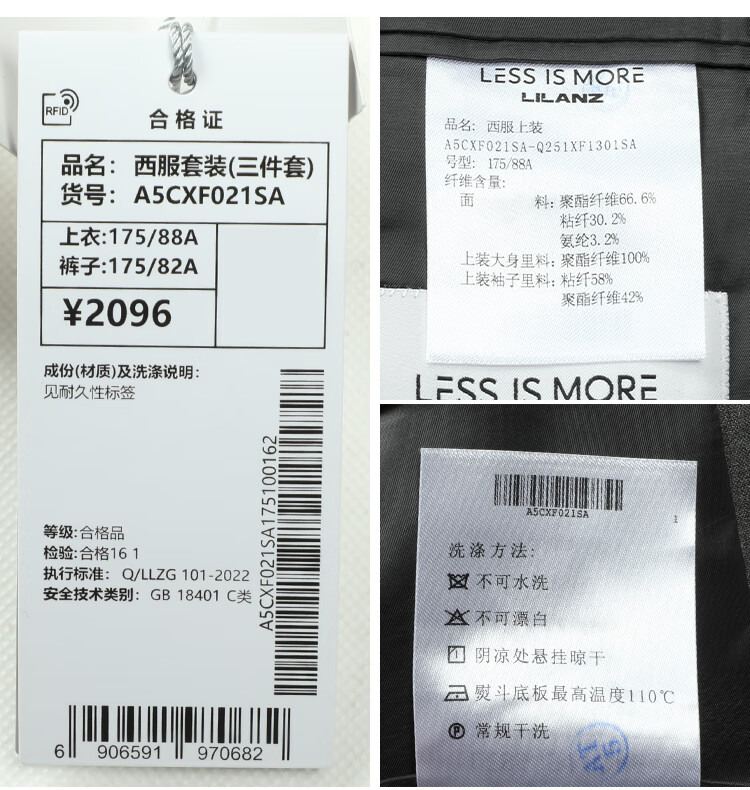 RFID
合格证
品名： 西服套装(三件套)
货号： A5CXF021SA
上衣:175/88A
裤子:175/82A
¥2096
成份(材质)及洗涤说明：
见耐久性标签
等级:合格品
检验:合格16 1
执行标准： Q/LLZG 101-2022
安全技术类别： GB 18401 C类
A5CXF021SA175100162
6 906591 970682
LESS IS MORE
LILANZ
品名： 西服上装
A5CXF021SA-Q251XF1301SA
号型： 175/88A
纤维含量：
面 料：聚酯纤维66.6%
粘纤30.2%
氨纶3.2%
上装大身里料：聚酯纤维100%
上装袖子里料：粘纤58%
聚酯纤维42%
LESS IS MORE
A5CXF021SA
1
洗涤方法：
不可水洗
不可漂白
阴凉处悬挂晾干
熨斗底板最高温度110℃
P 常规干洗